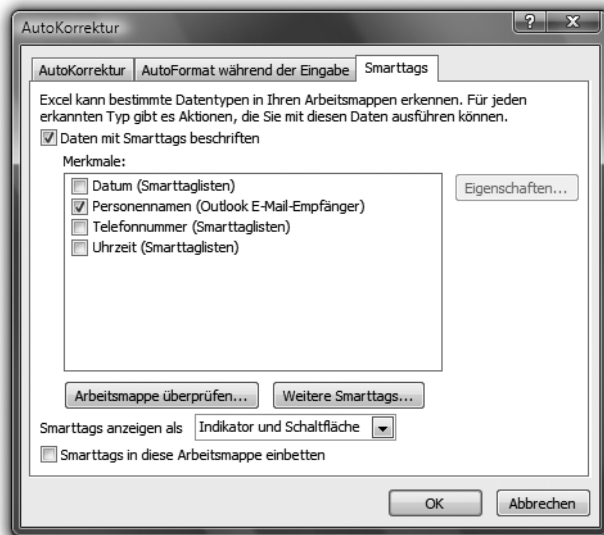 AutoKorrektur
?
X
AutoKorrektur
AutoFormat während der Eingabe
Smarttags
Excel kann bestimmte Datentypen in Ihren Arbeitsmappen erkennen. Für jeden
erkannten Typ gibt es Aktionen, die Sie mit diesen Daten ausführen können.
Daten mit Smarttags beschriften
Merkmale:
Datum (Smarttaglisten)
Personennamen (Outlook E-Mail-Empfänger)
Telefonnummer (Smarttaglisten)
Uhrzeit (Smarttaglisten)
Eigenschaften...
Arbeitsmappe überprüfen...
Weitere Smarttags...
Smarttags anzeigen als
Indikator und Schaltfläche
Smarttags in diese Arbeitsmappe einbetten
OK
Abbrechen